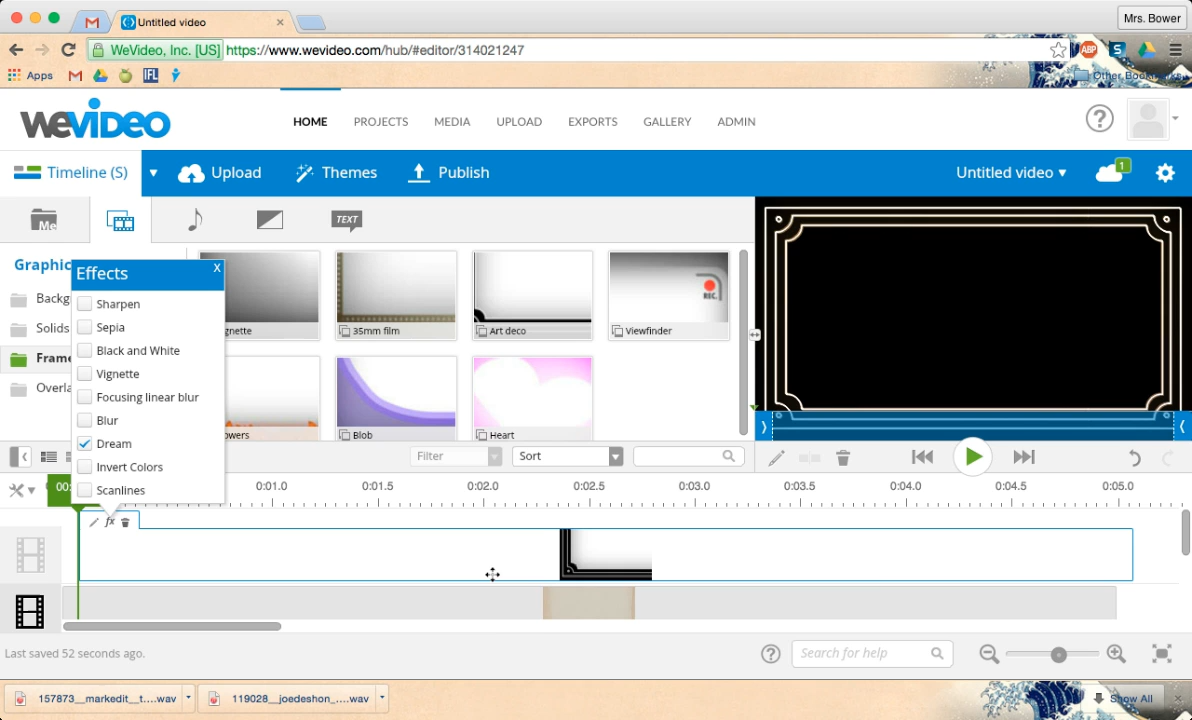 Untitled video
Mrs. Bower
WeVideo, Inc. [US] https://www.wevideo.com/hub/#editor/314021247
ABP
S
Apps
IFL
Other Bookmarks
WEVIDEO
HOME
PROJECTS
MEDIA
UPLOAD
EXPORTS
GALLERY
ADMIN
Timeline (S)
Upload
Themes
Publish
Untitled video
1
Me
TEXT
Graphic
Effects
X
Backg
Solids
Frame
Overla
Sharpen
Sepia
Black and White
Vignette
Focusing linear blur
Blur
Dream
Invert Colors
Scanlines
gnette
35mm film
Art deco
REC.
Viewfinder
owers
Blob
Heart
Filter
Sort
00:
0:01.0
0:01.5
0:02.0
0:02.5
0:03.0
0:03.5
0:04.0
0:04.5
0:05.0
fx
Last saved 52 seconds ago.
Search for help
157873__markedit__t....wav
119028__joedeshon_....wav
Show All